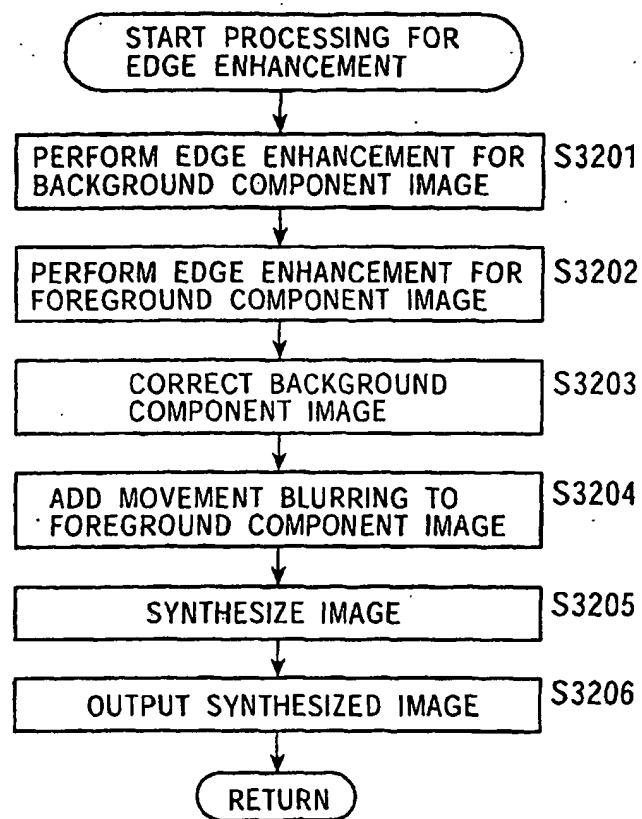 START PROCESSING FOR
EDGE ENHANCEMENT
PERFORM EDGE ENHANCEMENT FOR
BACKGROUND COMPONENT IMAGE
S3201
PERFORM EDGE ENHANCEMENT FOR
FOREGROUND COMPONENT IMAGE
S3202
CORRECT BACKGROUND
COMPONENT IMAGE
S3203
ADD MOVEMENT BLURRING TO
FOREGROUND COMPONENT IMAGE
S3204
SYNTHESIZE IMAGE
S3205
OUTPUT SYNTHESIZED IMAGE
S3206
RETURN